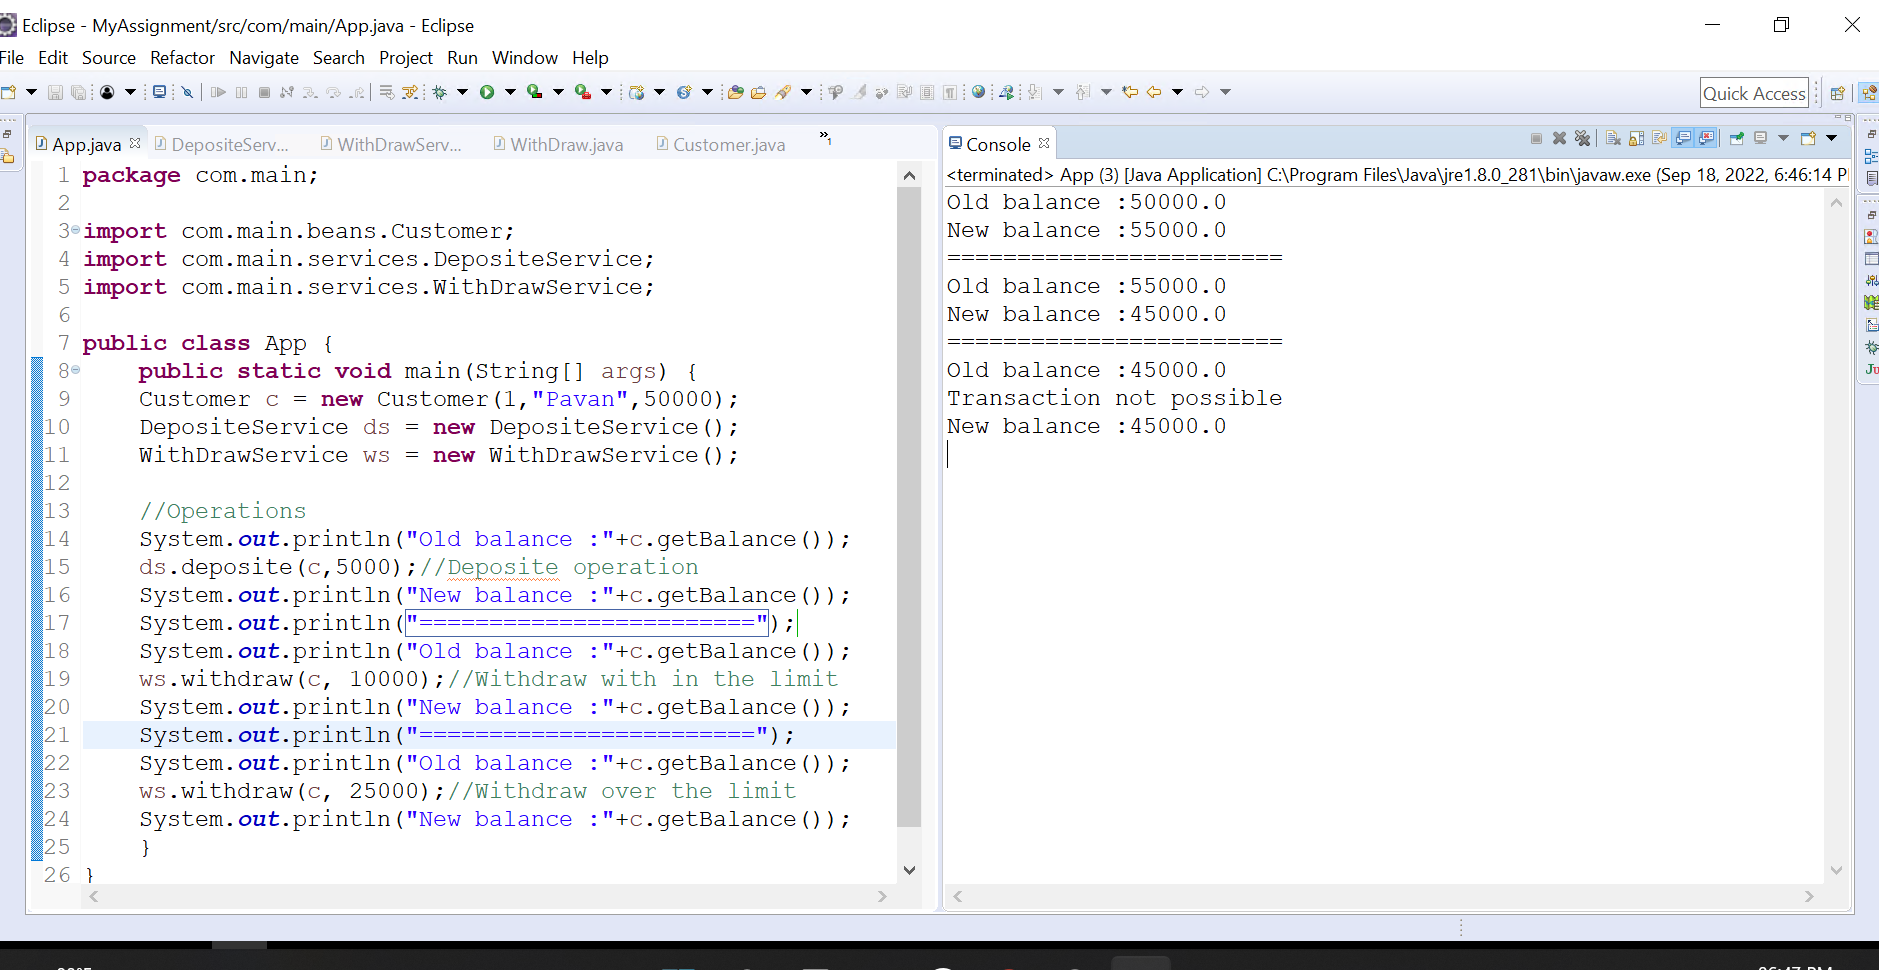 Eclipse - MyAssignment/src/com/main/App.java - Eclipse
File Edit Source Refactor Navigate Search Project Run Window Help
Quick Access
App.java DepositeServ... WithDrawServ... WithDraw.java Customer.java »1
1 package com.main;
2
3 import com.main.beans.Customer;
4 import com.main.services.DepositeService;
5 import com.main.services.WithDrawService;
6
7 public class App {
8 public static void main(String[] args) {
9 Customer c = new Customer(1,"Pavan",50000);
10 DepositeService ds = new DepositeService();
11 WithDrawService ws = new WithDrawService();
12
13 //Operations
14 System.out.println("Old balance :"+c.getBalance());
15 ds.deposite(c,5000);//Deposite operation
16 System.out.println("New balance :"+c.getBalance());
17 System.out.println("========================");
18 System.out.println("Old balance :"+c.getBalance());
19 ws.withdraw(c, 10000);//Withdraw with in the limit
20 System.out.println("New balance :"+c.getBalance());
21 System.out.println("========================");
22 System.out.println("Old balance :"+c.getBalance());
23 ws.withdraw(c, 25000);//Withdraw over the limit
24 System.out.println("New balance :"+c.getBalance());
25 }
26 }
Console
<terminated> App (3) [Java Application] C:\Program Files\Java\jre1.8.0_281\bin\javaw.exe (Sep 18, 2022, 6:46:14 P
Old balance :50000.0
New balance :55000.0
========================
Old balance :55000.0
New balance :45000.0
========================
Old balance :45000.0
Transaction not possible
New balance :45000.0
Ju